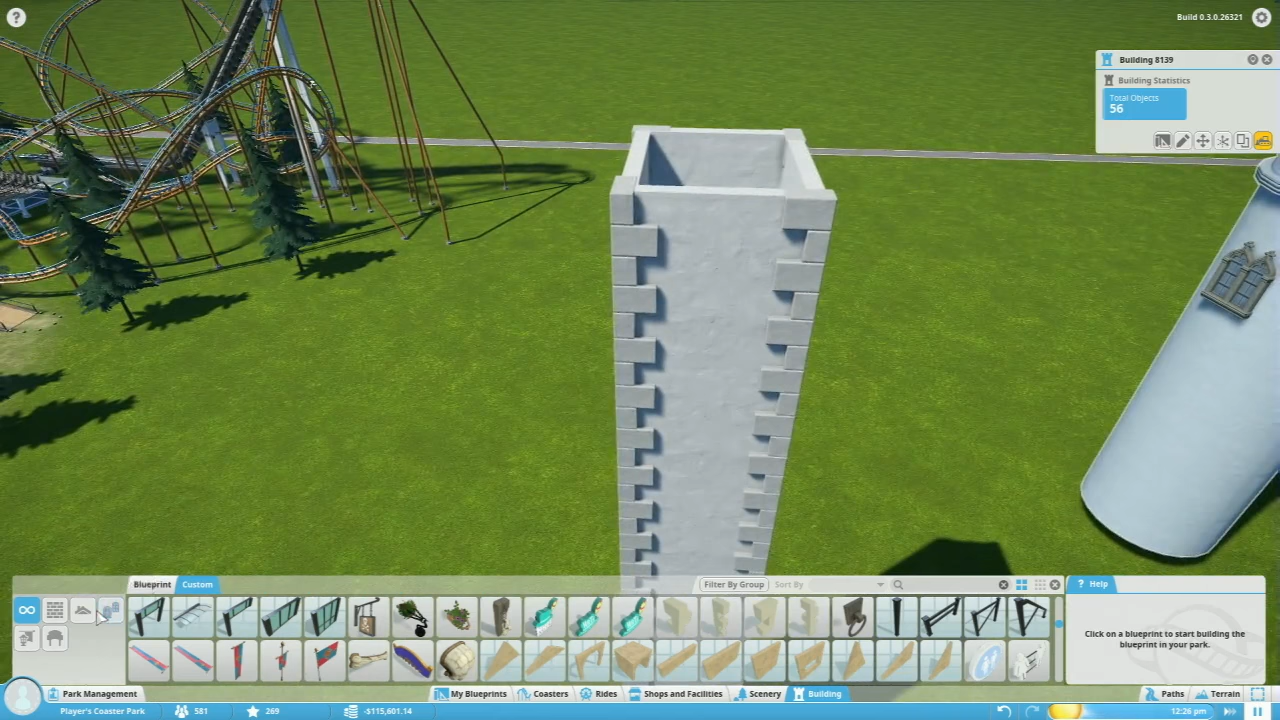 ?
Build 0.3.0.26321
Building 8139
Building Statistics
Total Objects
56
Blueprint Custom
Filter By Group Sort By
? Help
Click on a blueprint to start building the
blueprint in your park.
Park Management
My Blueprints Coasters Rides Shops and Facilities Scenery Building
Paths Terrain
Player's Coaster Park 581 269 -$115,601.14 12:26 pm